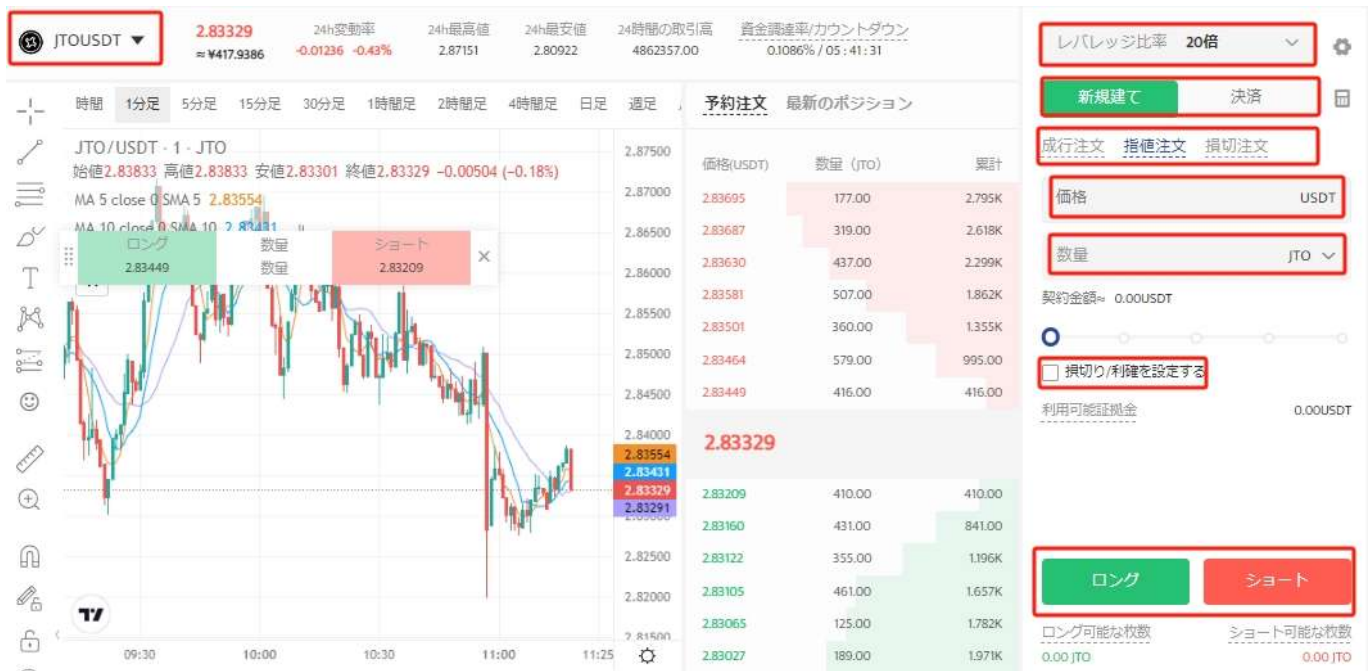 JTOUSDT ▼
2.83329
≈ ¥417.9386
24h変動率
-0.01236 -0.43%
24h最高値
2.87151
24h最安値
2.80922
24時間の取引高
4862357.00
資金調達率/カウントダウン
0.1086% / 05 : 41 : 31
時間 1分足 5分足 15分足 30分足 1時間足 2時間足 4時間足 日足 週足
JTO/USDT · 1 · JTO
始値2.83833 高値2.83833 安値2.83301 終値2.83329 -0.00504 (-0.18%)
MA 5 close 0 SMA 5 2.83554
MA 10 close 0 SMA 10 2.83431
ロング 数量 ショート
2.83449 数量 2.83209
2.87500
2.87000
2.86500
2.86000
2.85500
2.85000
2.84500
2.84000
2.83554
2.83431
2.83329
2.83291
2.82500
2.82000
2.81500
09:30 10:00 10:30 11:00 11:25
予約注文 最新のポジション
価格(USDT) 数量 (JTO) 累計
2.83695 177.00 2.795K
2.83687 319.00 2.618K
2.83630 437.00 2.299K
2.83581 507.00 1.862K
2.83501 360.00 1.355K
2.83464 579.00 995.00
2.83449 416.00 416.00
2.83329
2.83209 410.00 410.00
2.83160 431.00 841.00
2.83122 355.00 1.196K
2.83105 461.00 1.657K
2.83065 125.00 1.782K
2.83027 189.00 1.971K
レバレッジ比率 20倍
新規建て 決済
成行注文 指値注文 損切注文
価格 USDT
数量 JTO
契約金額≈ 0.00USDT
損切り/利確を設定する
利用可能証拠金 0.00USDT
ロング ショート
ロング可能な枚数 ショート可能な枚数
0.00 JTO 0.00 JTO